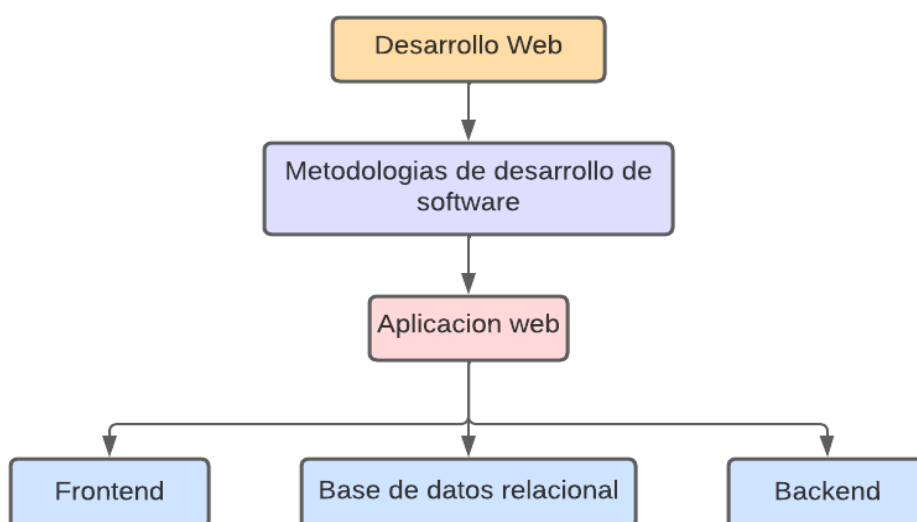 Desarrollo Web
Metodologias de desarrollo de
software
Aplicacion web
Frontend
Base de datos relacional
Backend